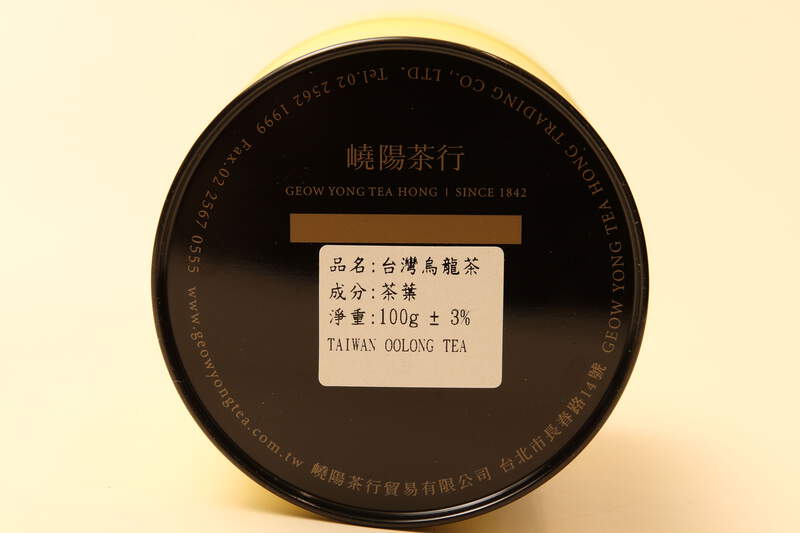 嶢陽茶行
GEOW YONG TEA HONG | SINCE 1842
品名:台灣烏龍茶
成分:茶葉
淨重:100g ± 3%
TAIWAN OOLONG TEA
嶢陽茶行貿易有限公司 台北市長春路14號 GEOW YONG TEA HONG TRADING CO., LTD. Tel.02 2562 1999 Fax.02 2567 0555 www.geowyongtea.com.tw